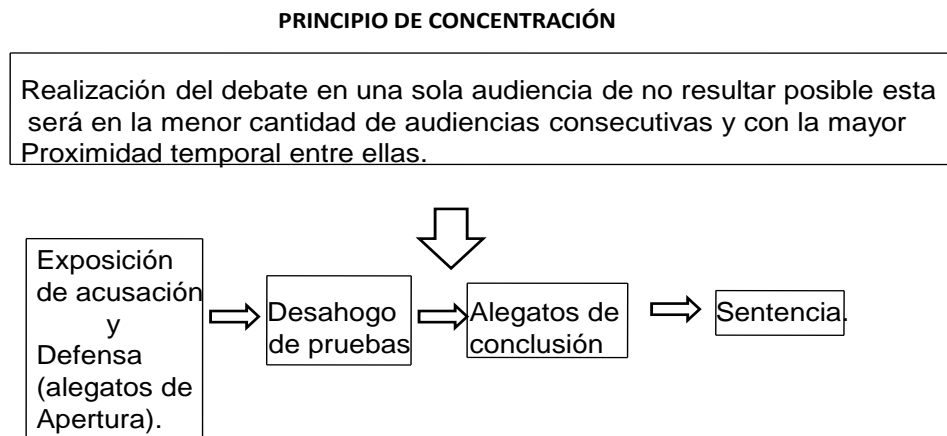 PRINCIPIO DE CONCENTRACIÓN
Realización del debate en una sola audiencia de no resultar posible esta
será en la menor cantidad de audiencias consecutivas y con la mayor
Proximidad temporal entre ellas.
Exposición
de acusación
y
Defensa
(alegatos de
Apertura).
Desahogo
de pruebas
Alegatos de
conclusión
Sentencia.